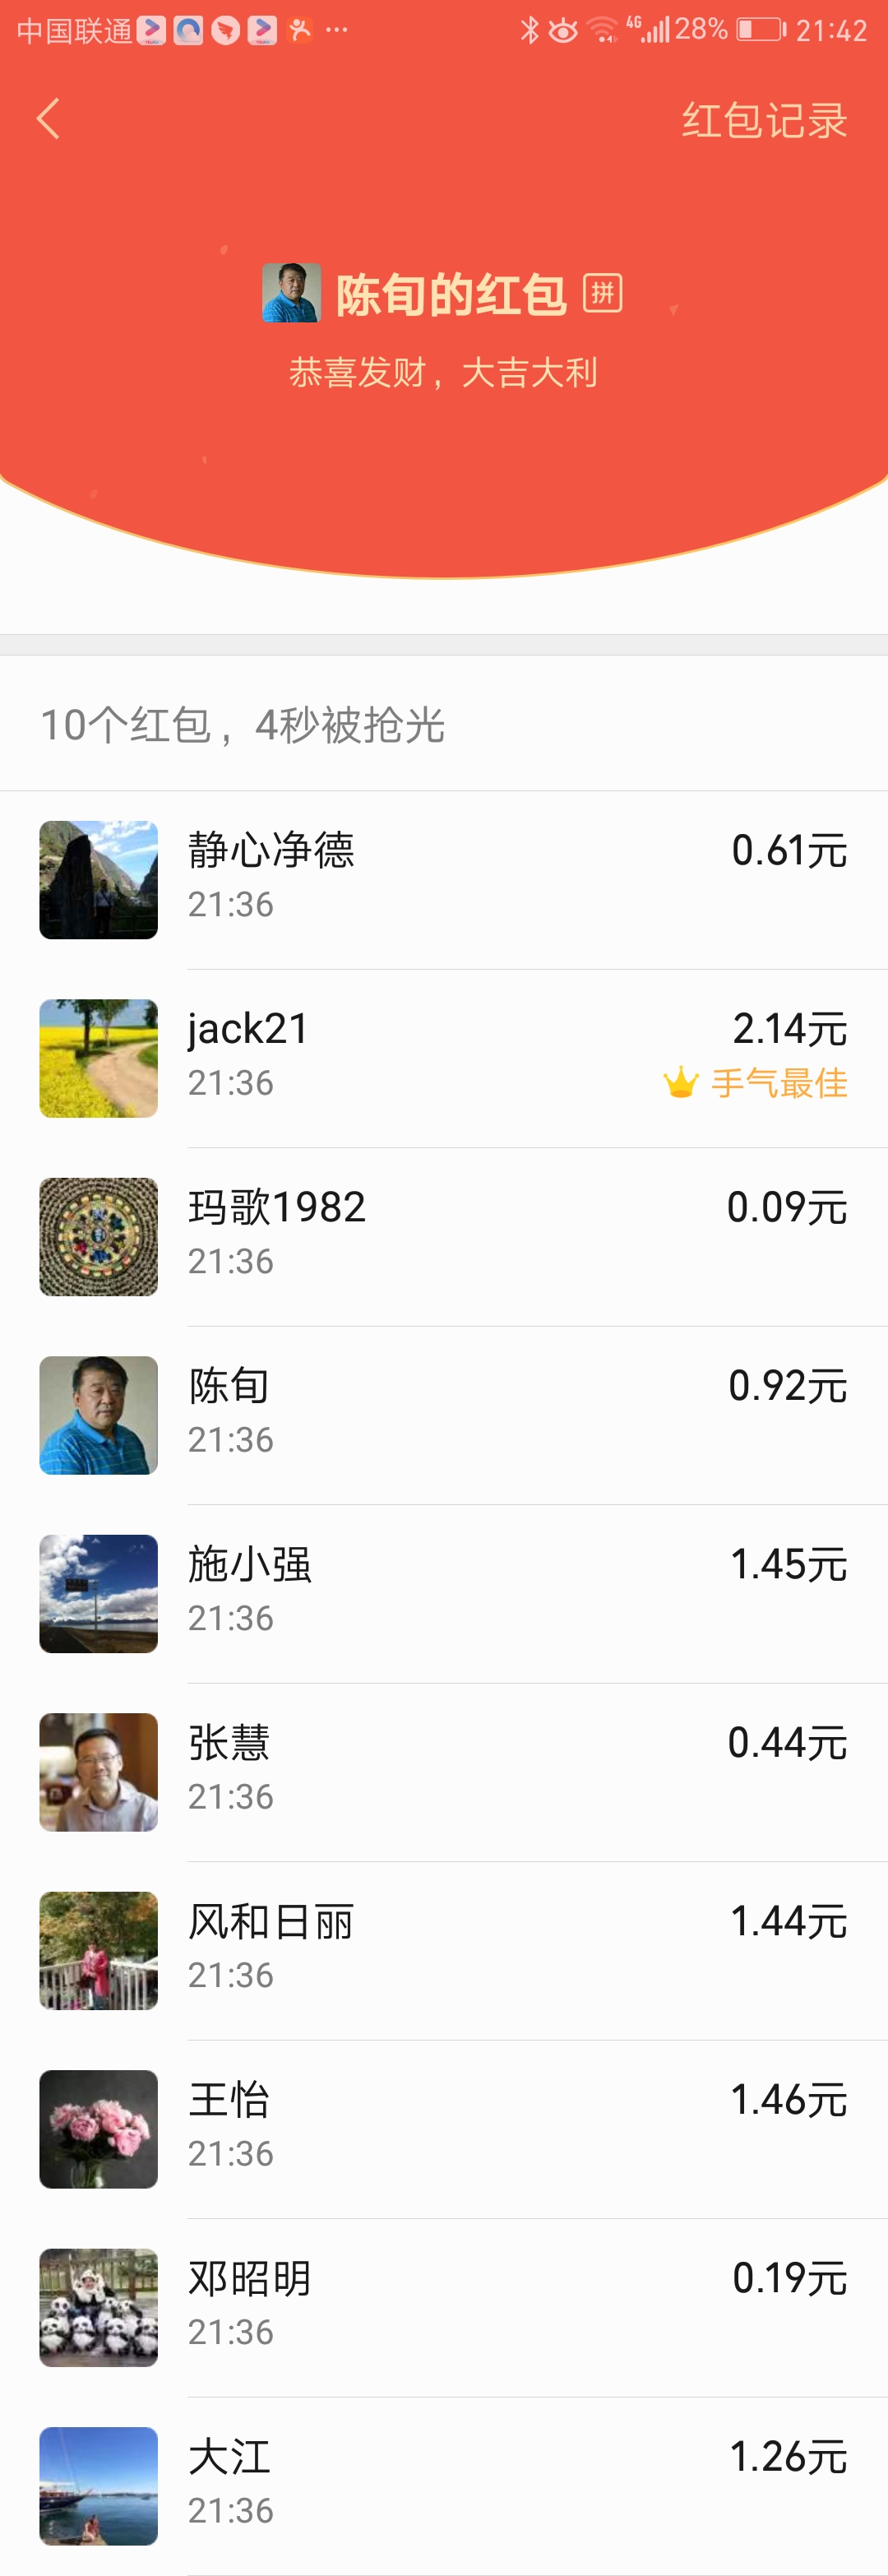 中国联通 4G 28% 21:42
红包记录
陈旬的红包 拼
恭喜发财，大吉大利
10个红包，4秒被抢光
静心净德 0.61元
21:36
jack21 2.14元
21:36 手气最佳
玛歌1982 0.09元
21:36
陈旬 0.92元
21:36
施小强 1.45元
21:36
张慧 0.44元
21:36
风和日丽 1.44元
21:36
王怡 1.46元
21:36
邓昭明 0.19元
21:36
大江 1.26元
21:36